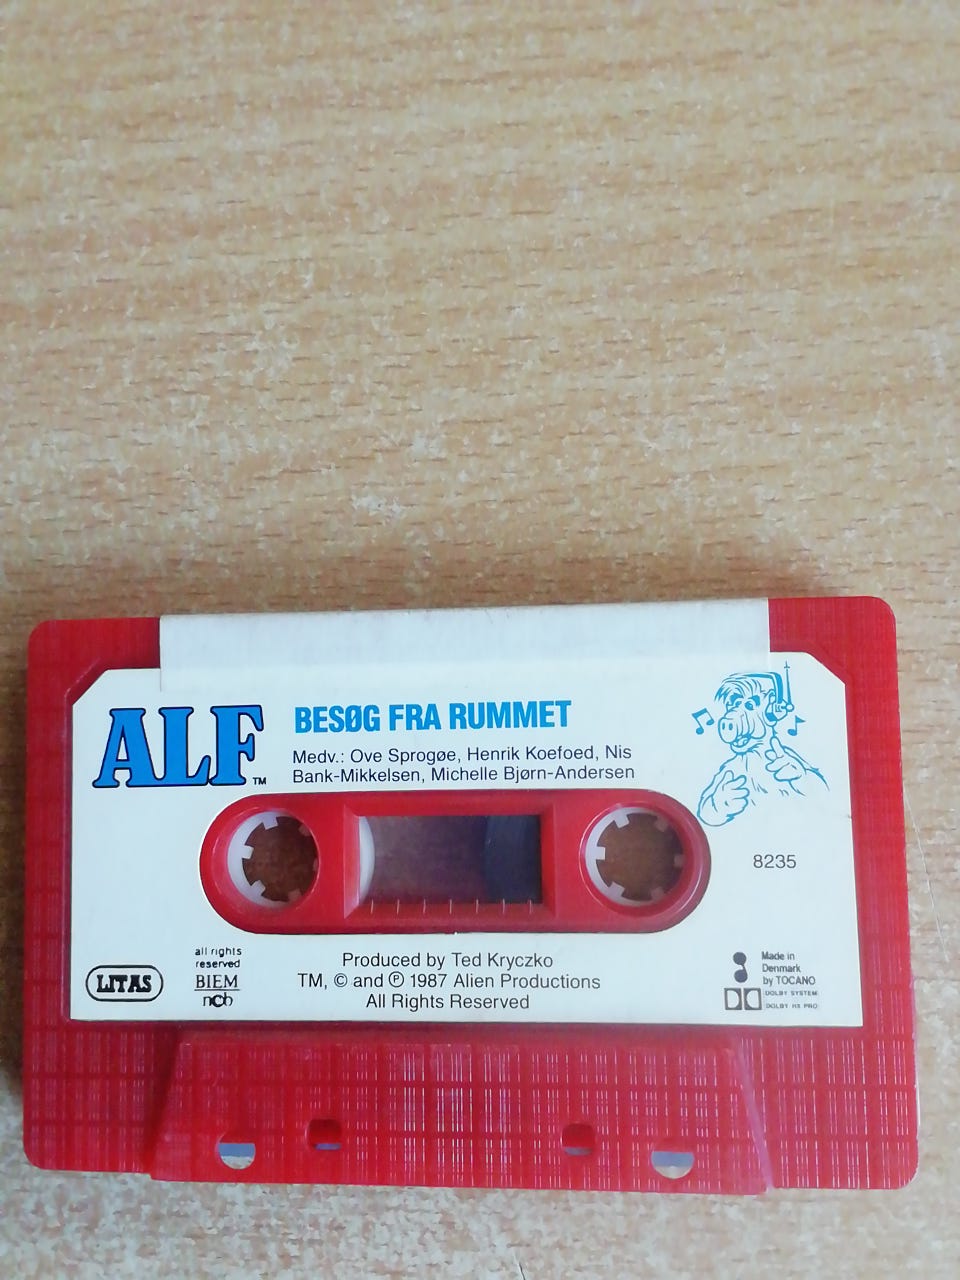 ALF™
BESØG FRA RUMMET
Medv.: Ove Sprogøe, Henrik Koefoed, Nis
Bank-Mikkelsen, Michelle Bjørn-Andersen
8235
LITAS
all rights
reserved
BIEM
ncb
Produced by Ted Kryczko
TM, © and ℗ 1987 Alien Productions
All Rights Reserved
Made in
Denmark
by TOCANO
DOLBY SYSTEM
DOLBY HX PRO